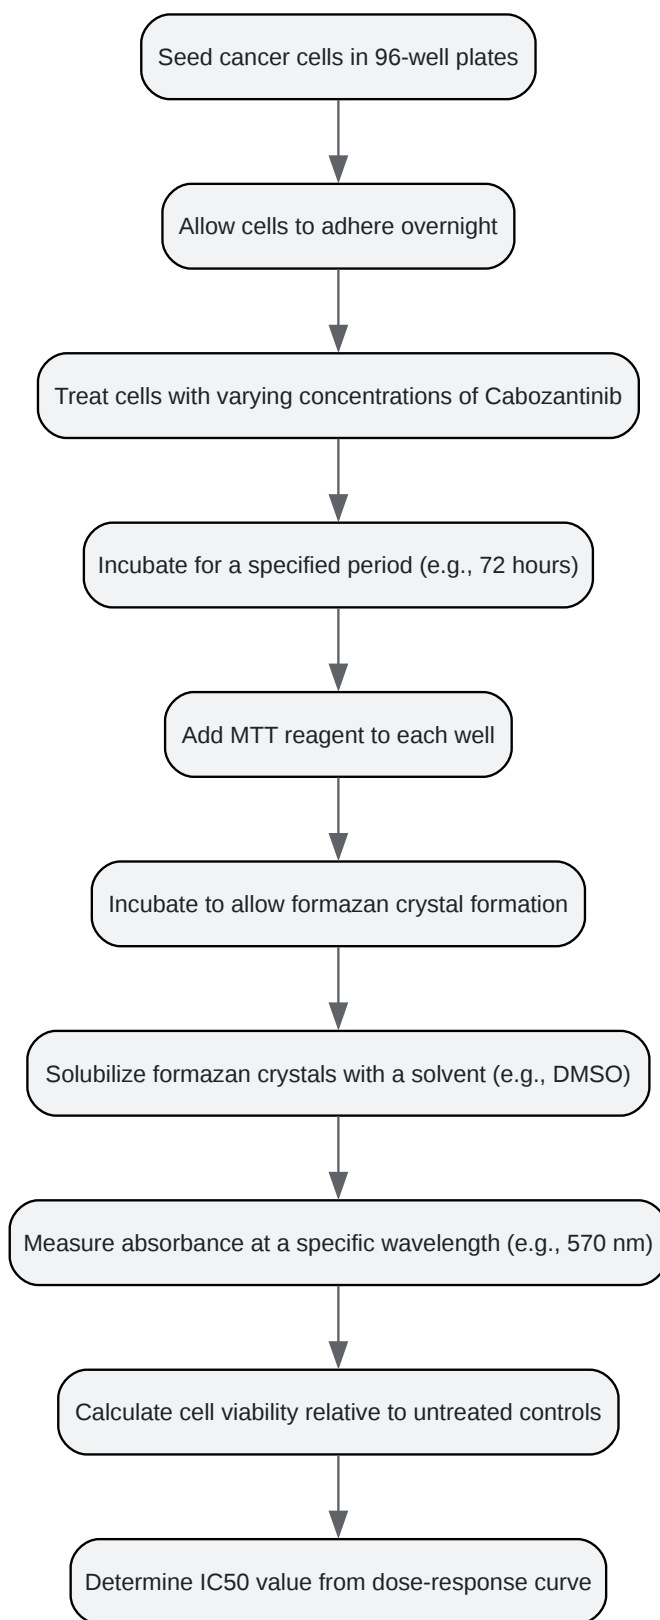 Seed cancer cells in 96-well plates
Allow cells to adhere overnight
Treat cells with varying concentrations of Cabozantinib
Incubate for a specified period (e.g., 72 hours)
Add MTT reagent to each well
Incubate to allow formazan crystal formation
Solubilize formazan crystals with a solvent (e.g., DMSO)
Measure absorbance at a specific wavelength (e.g., 570 nm)
Calculate cell viability relative to untreated controls
Determine IC50 value from dose-response curve